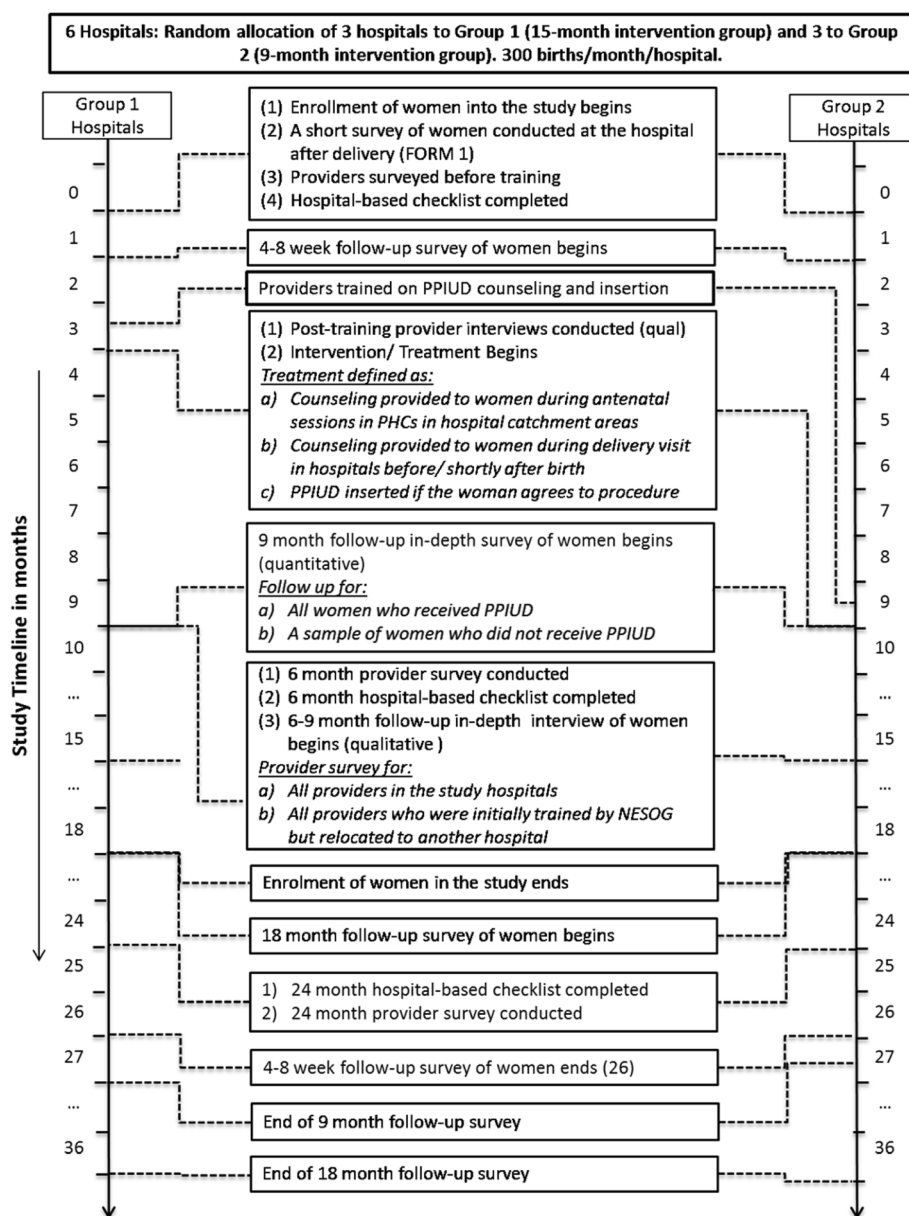 6 Hospitals: Random allocation of 3 hospitals to Group 1 (15-month intervention group) and 3 to Group
2 (9-month intervention group). 300 births/month/hospital.
Group 1
Hospitals
Group 2
Hospitals
(1) Enrollment of women into the study begins
(2) A short survey of women conducted at the hospital
after delivery (FORM 1)
(3) Providers surveyed before training
(4) Hospital-based checklist completed
4-8 week follow-up survey of women begins
Providers trained on PPIUD counseling and insertion
(1) Post-training provider interviews conducted (qual)
(2) Intervention/ Treatment Begins
Treatment defined as:
a) Counseling provided to women during antenatal
sessions in PHCs in hospital catchment areas
b) Counseling provided to women during delivery visit
in hospitals before/ shortly after birth
c) PPIUD inserted if the woman agrees to procedure
9 month follow-up in-depth survey of women begins
(quantitative)
Follow up for:
a) All women who received PPIUD
b) A sample of women who did not receive PPIUD
(1) 6 month provider survey conducted
(2) 6 month hospital-based checklist completed
(3) 6-9 month follow-up in-depth interview of women
begins (qualitative )
Provider survey for:
a) All providers in the study hospitals
b) All providers who were initially trained by NESOG
but relocated to another hospital
Enrolment of women in the study ends
18 month follow-up survey of women begins
1) 24 month hospital-based checklist completed
2) 24 month provider survey conducted
4-8 week follow-up survey of women ends (26)
End of 9 month follow-up survey
End of 18 month follow-up survey
Study Timeline in months
0
1
2
3
4
5
6
7
8
9
10
...
15
...
18
...
24
25
26
27
...
36
0
1
2
3
4
5
6
7
8
9
10
...
15
...
18
...
24
25
26
27
...
36